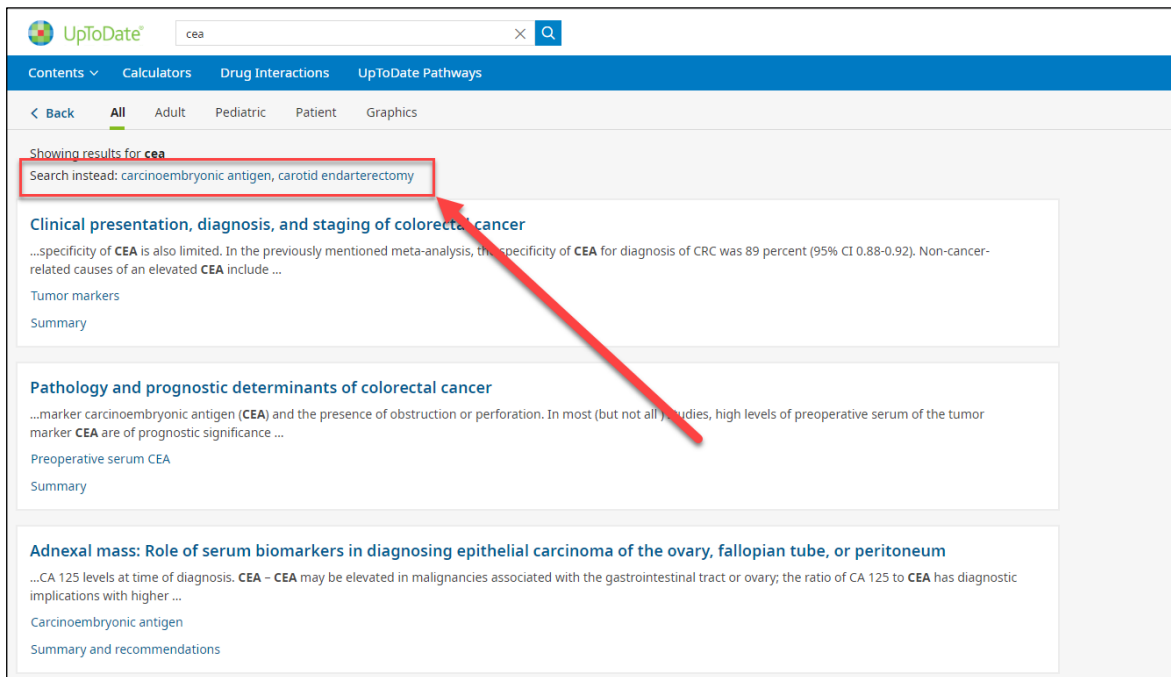 UpToDate®
cea
Contents Calculators Drug Interactions UpToDate Pathways
Back All Adult Pediatric Patient Graphics
Showing results for cea
Search instead: carcinoembryonic antigen, carotid endarterectomy
Clinical presentation, diagnosis, and staging of colorectal cancer
...specificity of CEA is also limited. In the previously mentioned meta-analysis, the specificity of CEA for diagnosis of CRC was 89 percent (95% CI 0.88-0.92). Non-cancer-
related causes of an elevated CEA include ...
Tumor markers
Summary
Pathology and prognostic determinants of colorectal cancer
...marker carcinoembryonic antigen (CEA) and the presence of obstruction or perforation. In most (but not all ) studies, high levels of preoperative serum of the tumor
marker CEA are of prognostic significance ...
Preoperative serum CEA
Summary
Adnexal mass: Role of serum biomarkers in diagnosing epithelial carcinoma of the ovary, fallopian tube, or peritoneum
...CA 125 levels at time of diagnosis. CEA – CEA may be elevated in malignancies associated with the gastrointestinal tract or ovary; the ratio of CA 125 to CEA has diagnostic
implications with higher ...
Carcinoembryonic antigen
Summary and recommendations